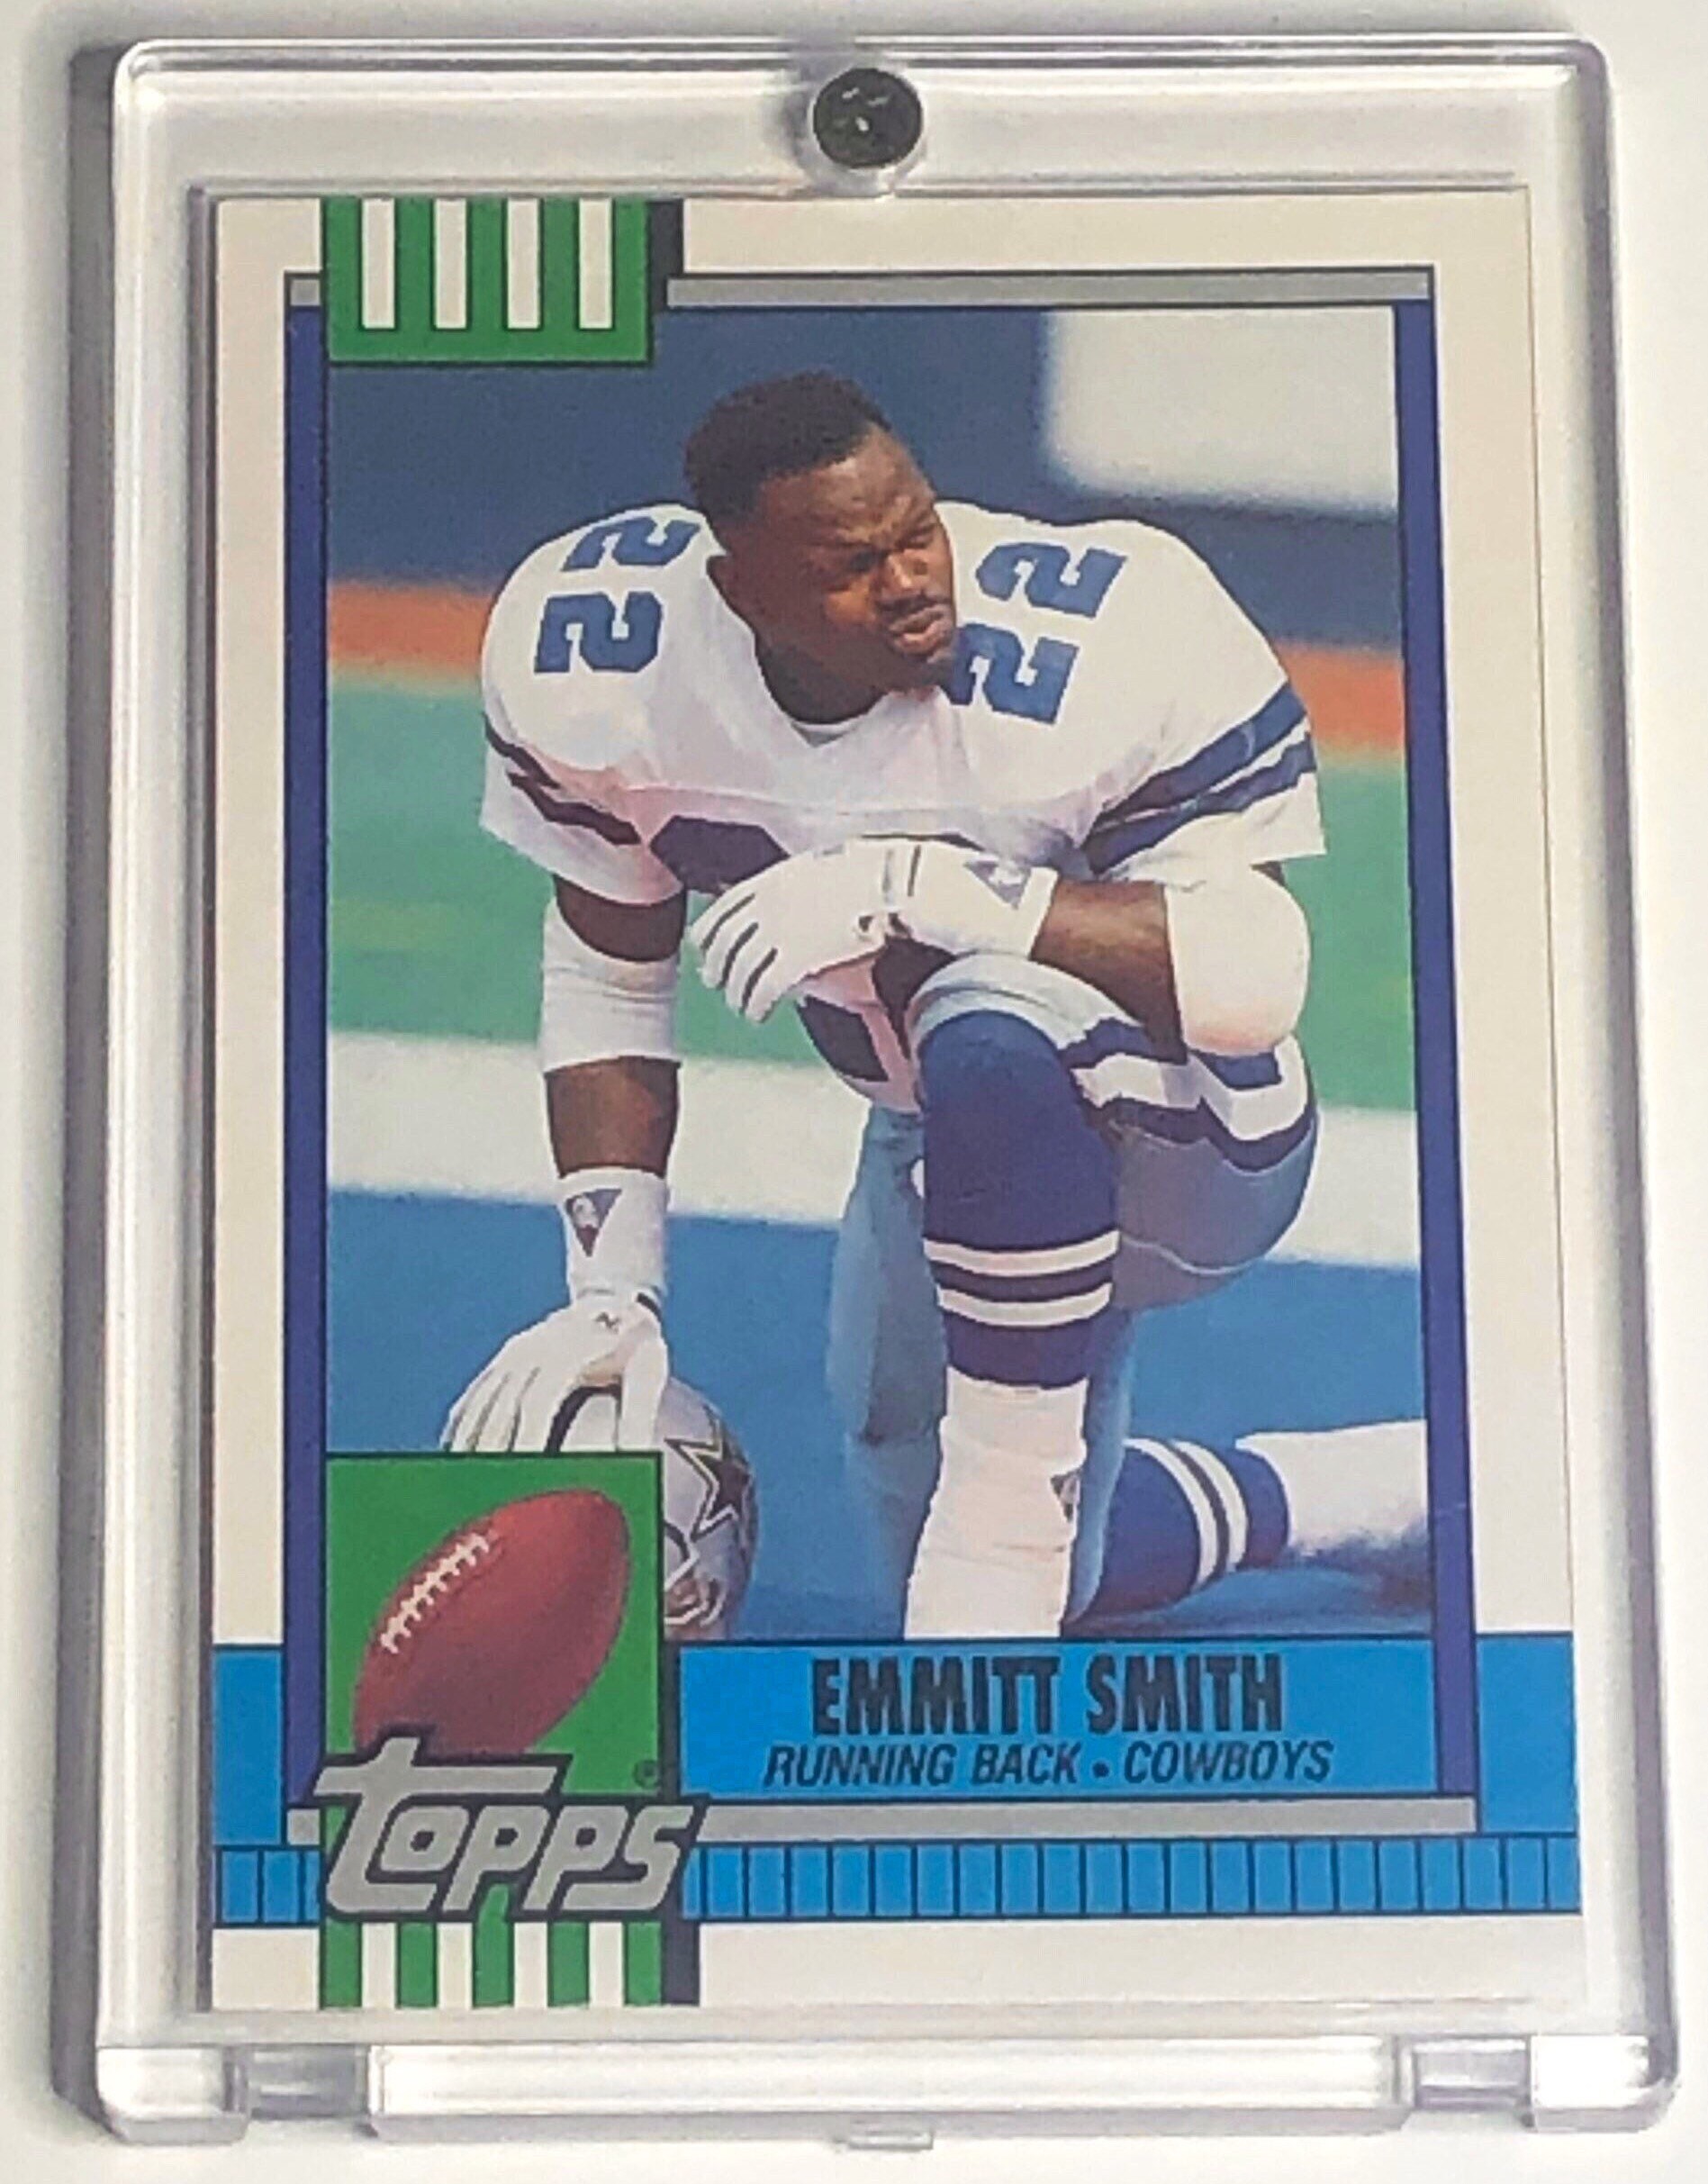 22
22
EMMITT SMITH
RUNNING BACK • COWBOYS
Topps®